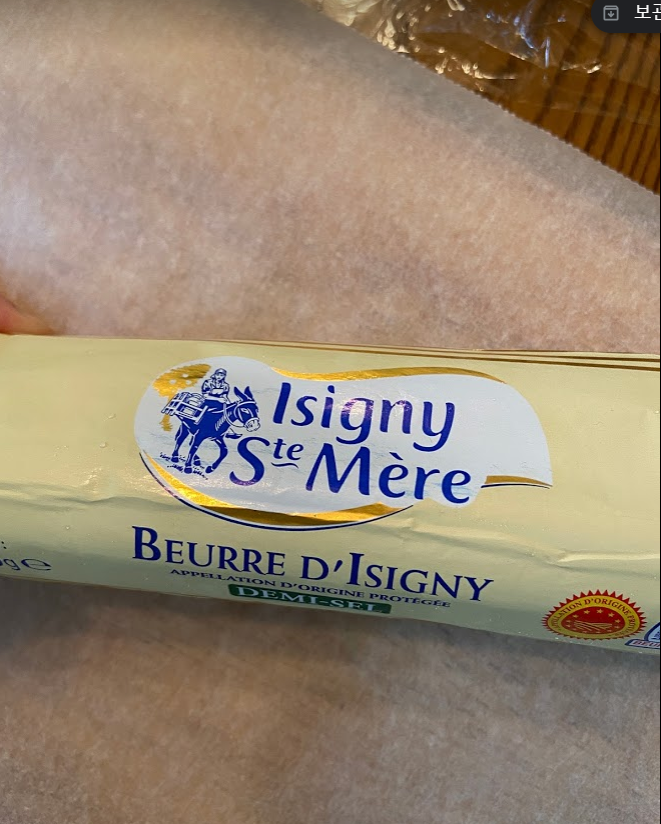 보관
Isigny
Ste Mère
BEURRE D'ISIGNY
APPELLATION D'ORIGINE PROTÉGÉE
DEMI-SEL